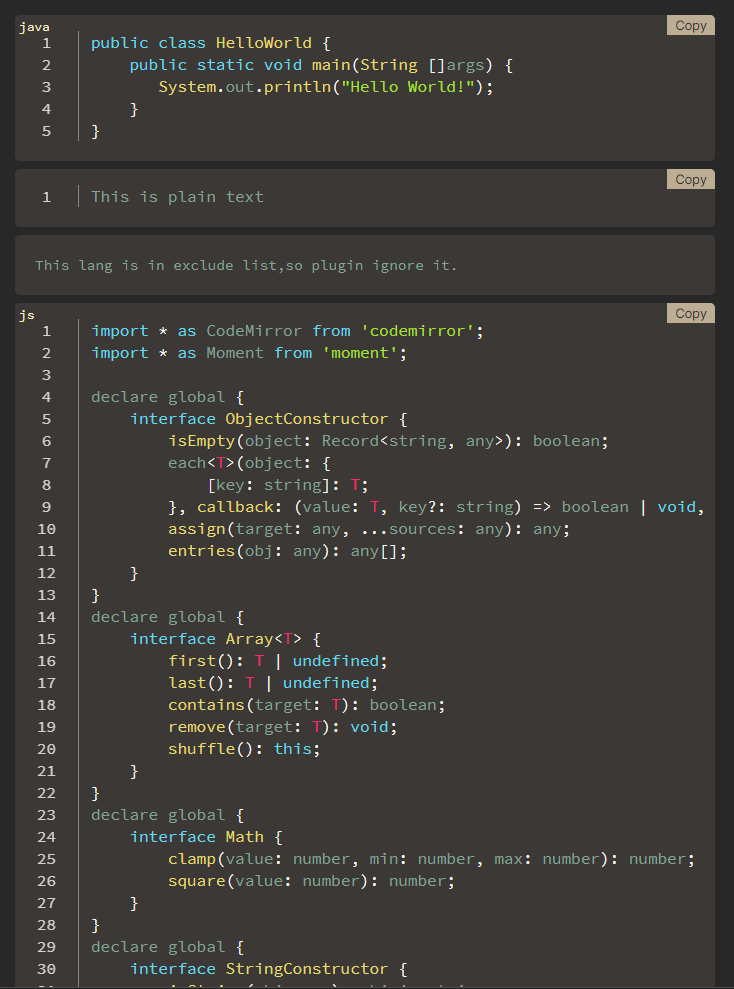 java
Copy
1 public class HelloWorld {
2     public static void main(String []args) {
3        System.out.println("Hello World!");
4     }
5 }
Copy
1 This is plain text
This lang is in exclude list,so plugin ignore it.
js
Copy
1 import * as CodeMirror from 'codemirror';
2 import * as Moment from 'moment';
3
4 declare global {
5     interface ObjectConstructor {
6         isEmpty(object: Record<string, any>): boolean;
7         each<T>(object: {
8             [key: string]: T;
9         }, callback: (value: T, key?: string) => boolean | void,
10         assign(target: any, ...sources: any): any;
11         entries(obj: any): any[];
12     }
13 }
14 declare global {
15     interface Array<T> {
16         first(): T | undefined;
17         last(): T | undefined;
18         contains(target: T): boolean;
19         remove(target: T): void;
20         shuffle(): this;
21     }
22 }
23 declare global {
24     interface Math {
25         clamp(value: number, min: number, max: number): number;
26         square(value: number): number;
27     }
28 }
29 declare global {
30     interface StringConstructor {